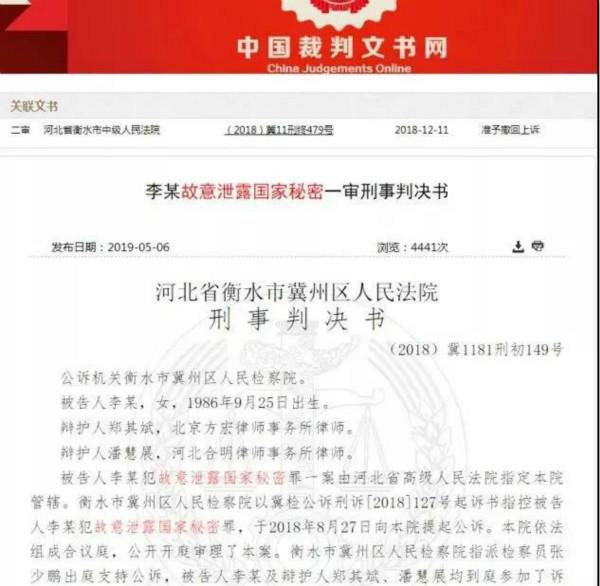 中国裁判文书网
China Judgements Online
关联文书
二审 河北省衡水市中级人民法院 （2018）冀11刑终479号 2018-12-11 准予撤回上诉
李某故意泄露国家秘密一审刑事判决书
发布日期：2019-05-06 浏览：4441次
河北省衡水市冀州区人民法院
刑事判决书
（2018）冀1181刑初149号
公诉机关衡水市冀州区人民检察院。
被告人李某，女，1986年9月25日出生。
辩护人郑其斌，北京方宏律师事务所律师。
辩护人潘慧展，河北合明律师事务所律师。
被告人李某犯故意泄露国家秘密罪一案由河北省高级人民法院指定本院
管辖。衡水市冀州区人民检察院以冀检公诉刑诉[2018]127号起诉书指控被告
人李某犯故意泄露国家秘密罪，于2018年8月27日向本院提起公诉。本院依法
组成合议庭，公开开庭审理了本案。衡水市冀州区人民检察院指派检察员张
少鹏出庭支持公诉，被告人李某及辩护人郑其斌、潘慧展均到庭参加了诉